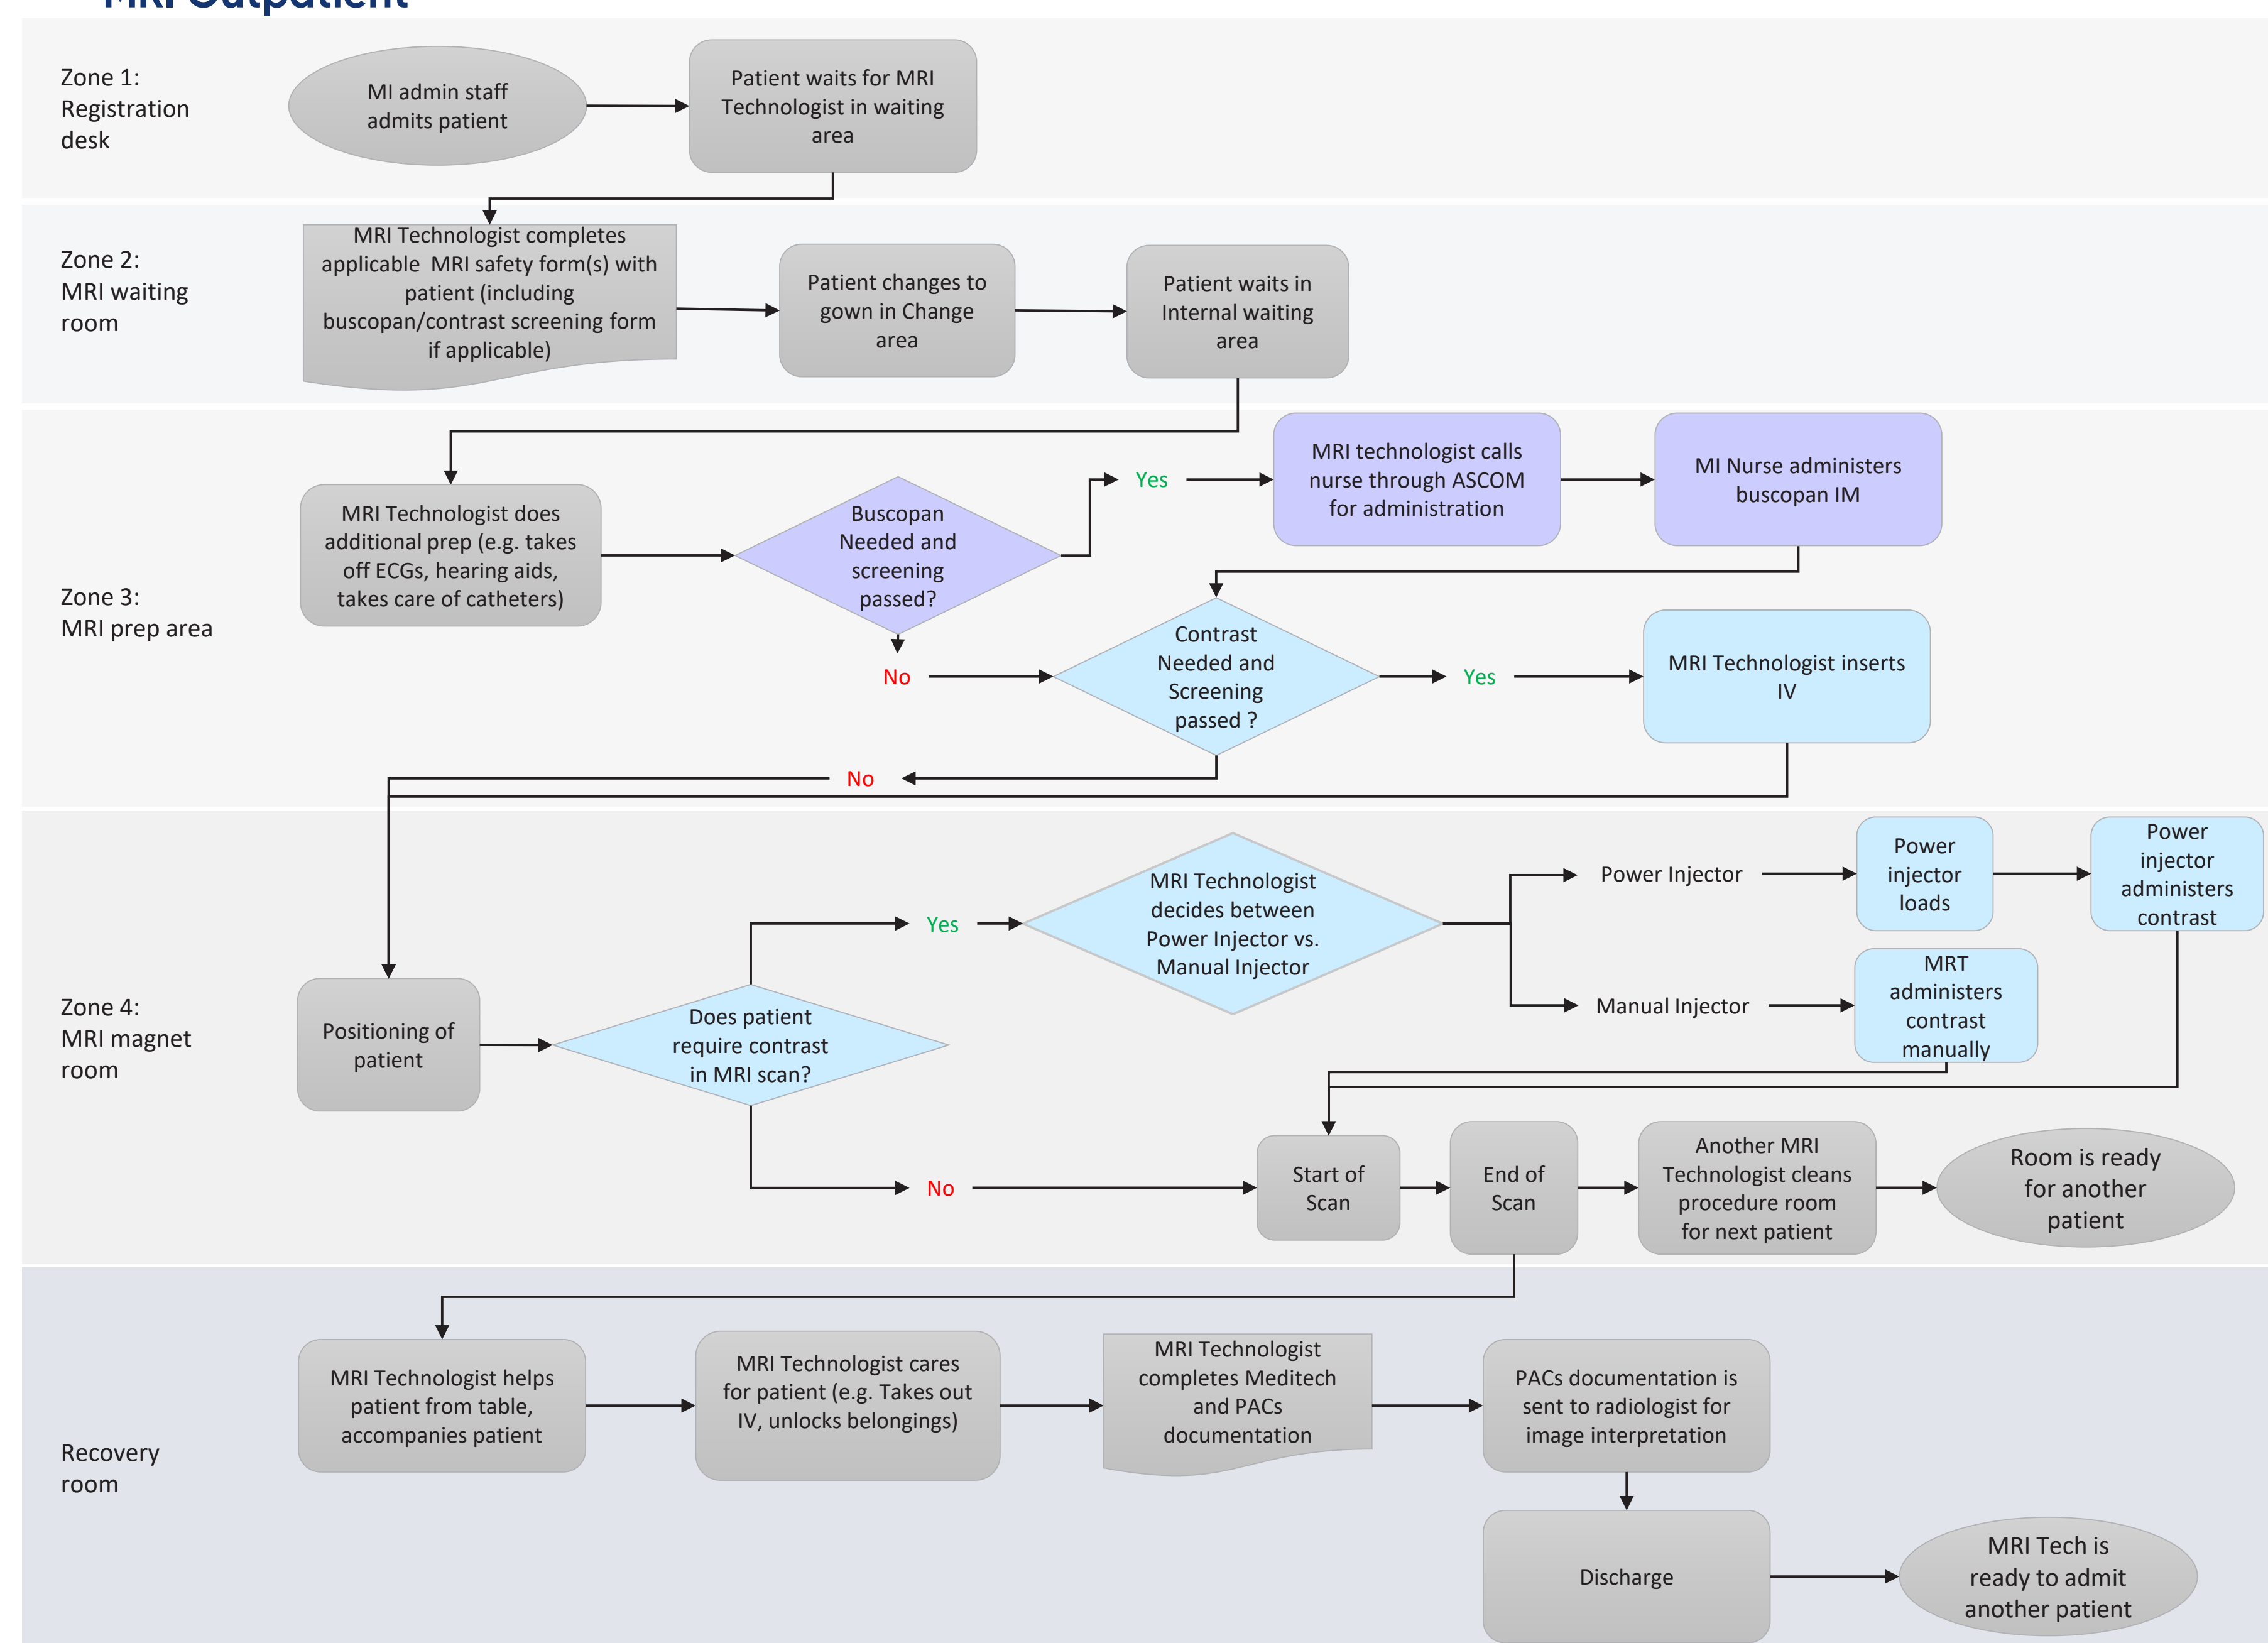 MRI Outpatient
Zone 1:
Registration
desk
MI admin staff
admits patient
Patient waits for MRI
Technologist in waiting
area
Zone 2:
MRI waiting
room
MRI Technologist completes
applicable MRI safety form(s) with
patient (including
buscopan/contrast screening form
if applicable)
Patient changes to
gown in Change
area
Patient waits in
Internal waiting
area
Zone 3:
MRI prep area
MRI Technologist does
additional prep (e.g. takes
off ECGs, hearing aids,
takes care of catheters)
Buscopan
Needed and
screening
passed?
Yes
MRI technologist calls
nurse through ASCOM
for administration
MI Nurse administers
buscopan IM
No
Contrast
Needed and
Screening
passed ?
Yes
MRI Technologist inserts
IV
No
Zone 4:
MRI magnet
room
Positioning of
patient
Does patient
require contrast
in MRI scan?
Yes
MRI Technologist
decides between
Power Injector vs.
Manual Injector
Power Injector
Power
injector
loads
Power
injector
administers
contrast
Manual Injector
MRT
administers
contrast
manually
No
Start of
Scan
End of
Scan
Another MRI
Technologist cleans
procedure room
for next patient
Room is ready
for another
patient
Recovery
room
MRI Technologist helps
patient from table,
accompanies patient
MRI Technologist cares
for patient (e.g. Takes out
IV, unlocks belongings)
MRI Technologist
completes Meditech
and PACs
documentation
PACs documentation is
sent to radiologist for
image interpretation
Discharge
MRI Tech is
ready to admit
another patient